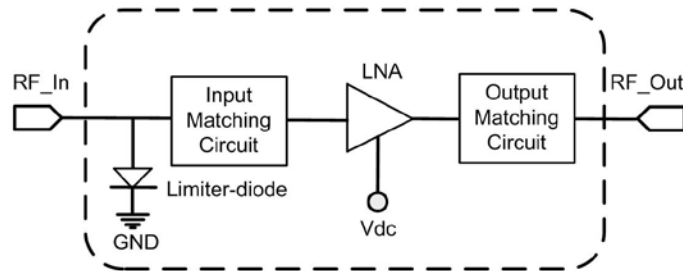 RF_In
Input
Matching
Circuit
LNA
Output
Matching
Circuit
RF_Out
Limiter-diode
GND
Vdc